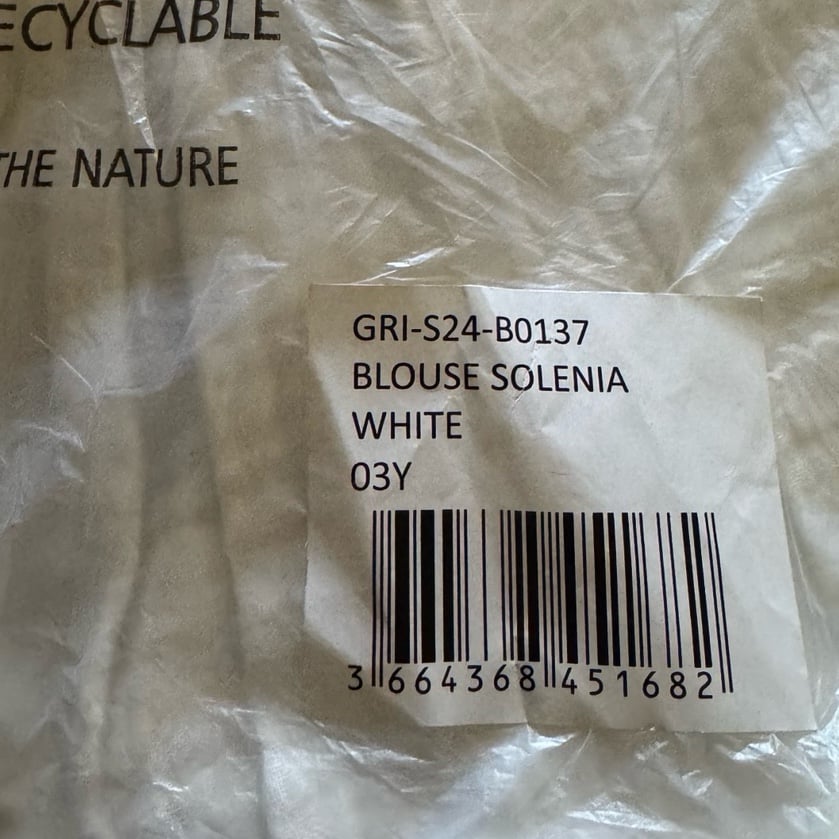 ECYCLABLE
THE NATURE
GRI-S24-B0137
BLOUSE SOLENIA
WHITE
03Y
3 664368 451682